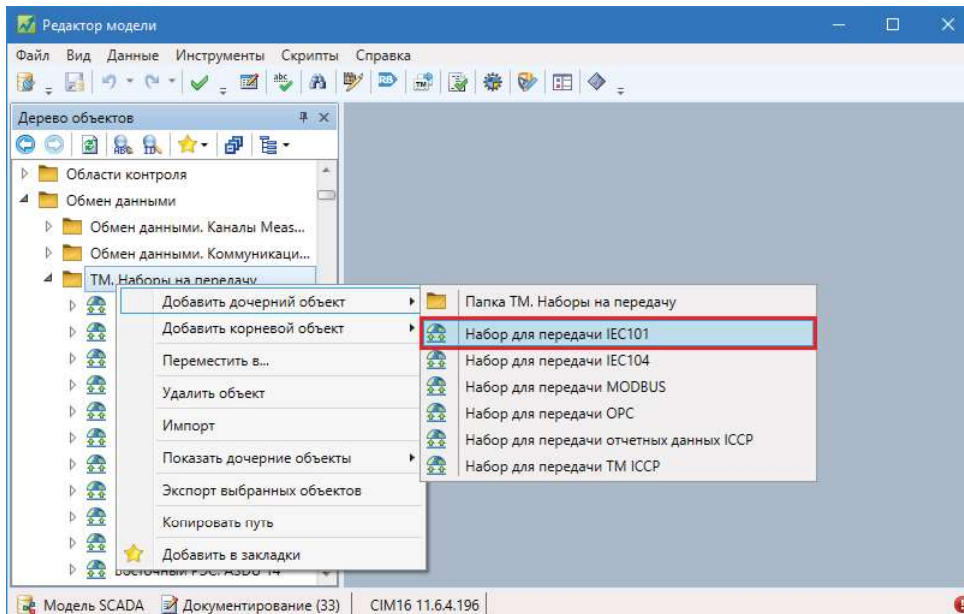 Редактор модели
Файл Вид Данные Инструменты Скрипты Справка
Дерево объектов
Области контроля
Обмен данными
Обмен данными. Каналы Meas...
Обмен данными. Коммуникаци...
ТМ. Наборы на передачу
Добавить дочерний объект
Добавить корневой объект
Переместить в...
Удалить объект
Импорт
Показать дочерние объекты
Экспорт выбранных объектов
Копировать путь
Добавить в закладки
Папка ТМ. Наборы на передачу
Набор для передачи IEC101
Набор для передачи IEC104
Набор для передачи MODBUS
Набор для передачи OPC
Набор для передачи отчетных данных ICCP
Набор для передачи ТМ ICCP
Восточный РЭС. ASDU 14
Модель SCADA Документирование (33) CIM16 11.6.4.196